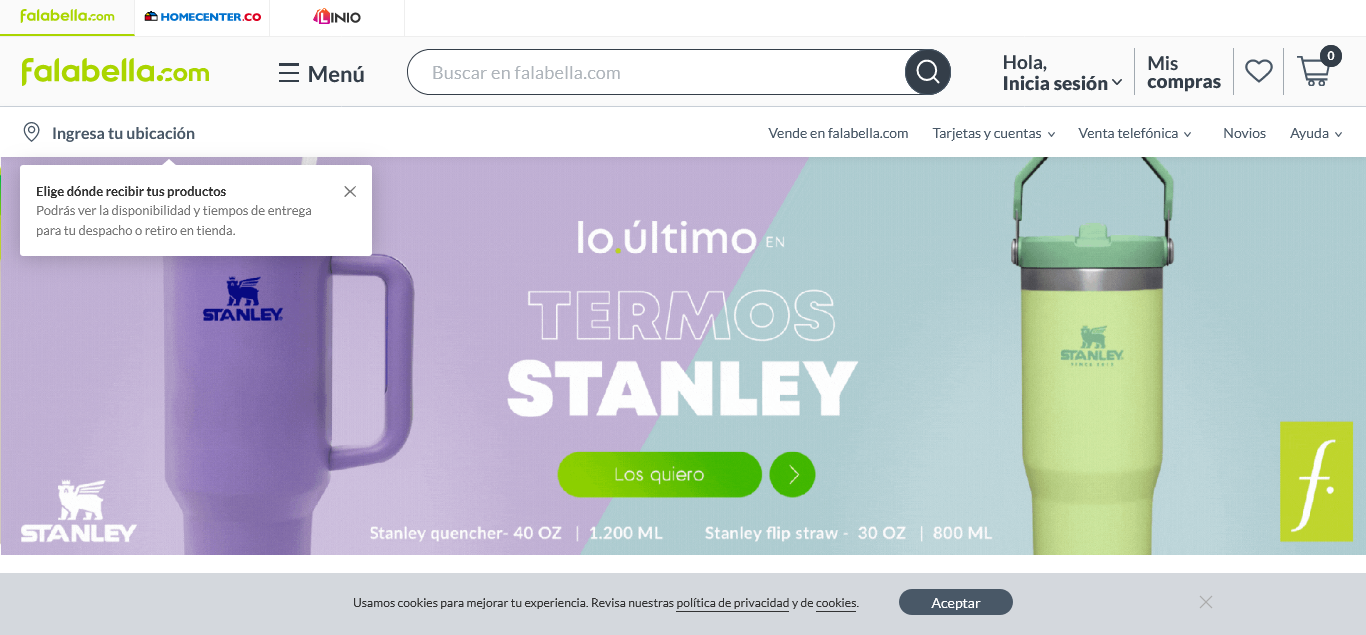 falabella.com
HOMECENTER.CO
LINIO
falabella.com
Menú
Buscar en falabella.com
Hola,
Inicia sesión
Mis
compras
0
Ingresa tu ubicación
Vende en falabella.com
Tarjetas y cuentas
Venta telefónica
Novios
Ayuda
Elige dónde recibir tus productos
Podrás ver la disponibilidad y tiempos de entrega
para tu despacho o retiro en tienda.
lo.último EN
TERMOS
STANLEY
Los quiero
STANLEY
STANLEY
SINCE 1913
STANLEY
Stanley quencher- 40 OZ | 1.200 ML
Stanley flip straw - 30 OZ | 800 ML
f.
Usamos cookies para mejorar tu experiencia. Revisa nuestras política de privacidad y de cookies.
Aceptar